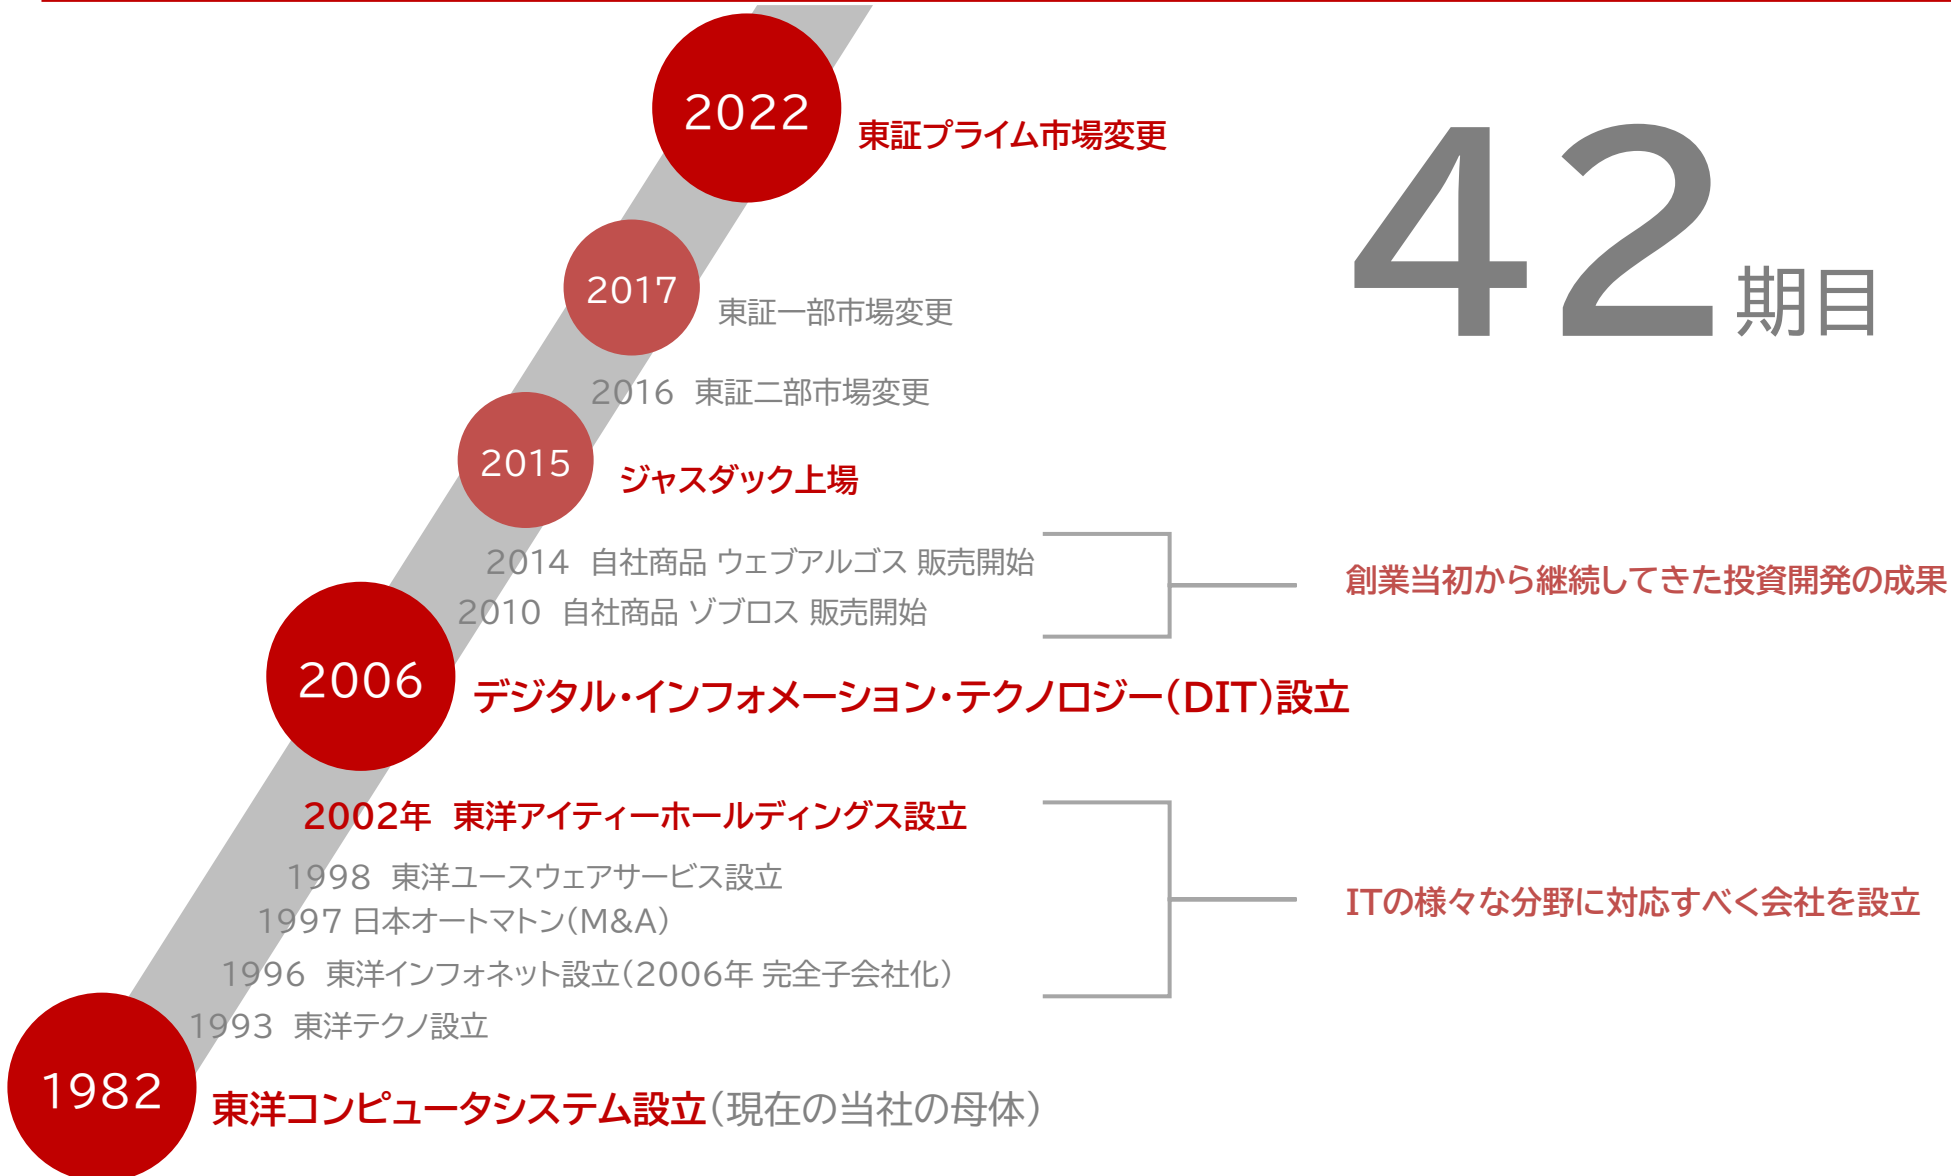 2022 東証プライム市場変更
42期目
2017 東証一部市場変更
2016 東証二部市場変更
2015 ジャスダック上場
2014 自社商品 ウェブアルゴス 販売開始
2010 自社商品 ゾブロス 販売開始
創業当初から継続してきた投資開発の成果
2006 デジタル・インフォメーション・テクノロジー(DIT)設立
2002年 東洋アイティーホールディングス設立
1998 東洋ユースウェアサービス設立
1997 日本オートマトン(M&A)
1996 東洋インフォネット設立(2006年 完全子会社化)
ITの様々な分野に対応すべく会社を設立
1993 東洋テクノ設立
1982 東洋コンピュータシステム設立(現在の当社の母体)